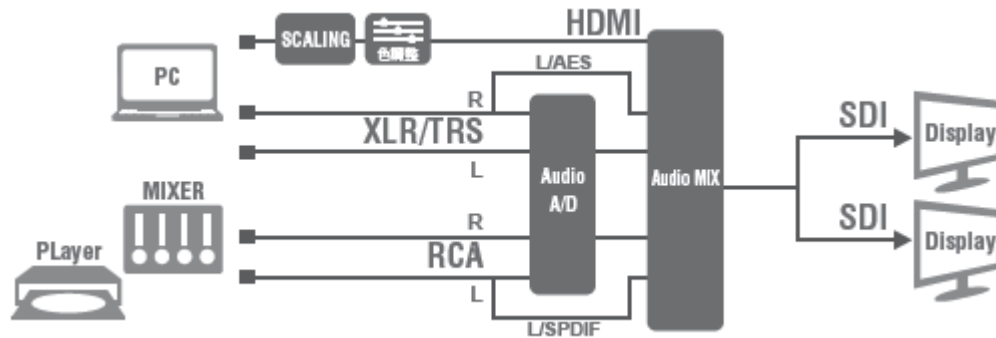 HDMI
SCALING
色調整
PC
L/AES
R
XLR/TRS
L
MIXER
PLayer
R
RCA
L
L/SPDIF
Audio
A/D
Audio MIX
SDI
Display
SDI
Display